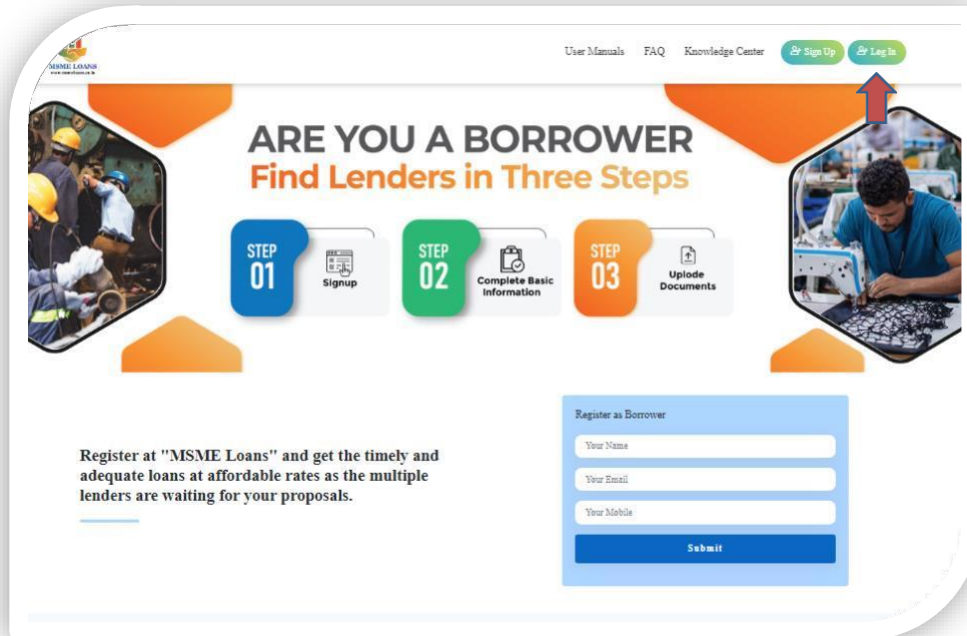 MSME LOANS
User Manuals FAQ Knowledge Center Sign Up Log In
ARE YOU A BORROWER
Find Lenders in Three Steps
STEP 01 Signup
STEP 02 Complete Basic Information
STEP 03 Uplode Documents
Register as Borrower
Your Name
Your Email
Your Mobile
Submit
Register at "MSME Loans" and get the timely and
adequate loans at affordable rates as the multiple
lenders are waiting for your proposals.